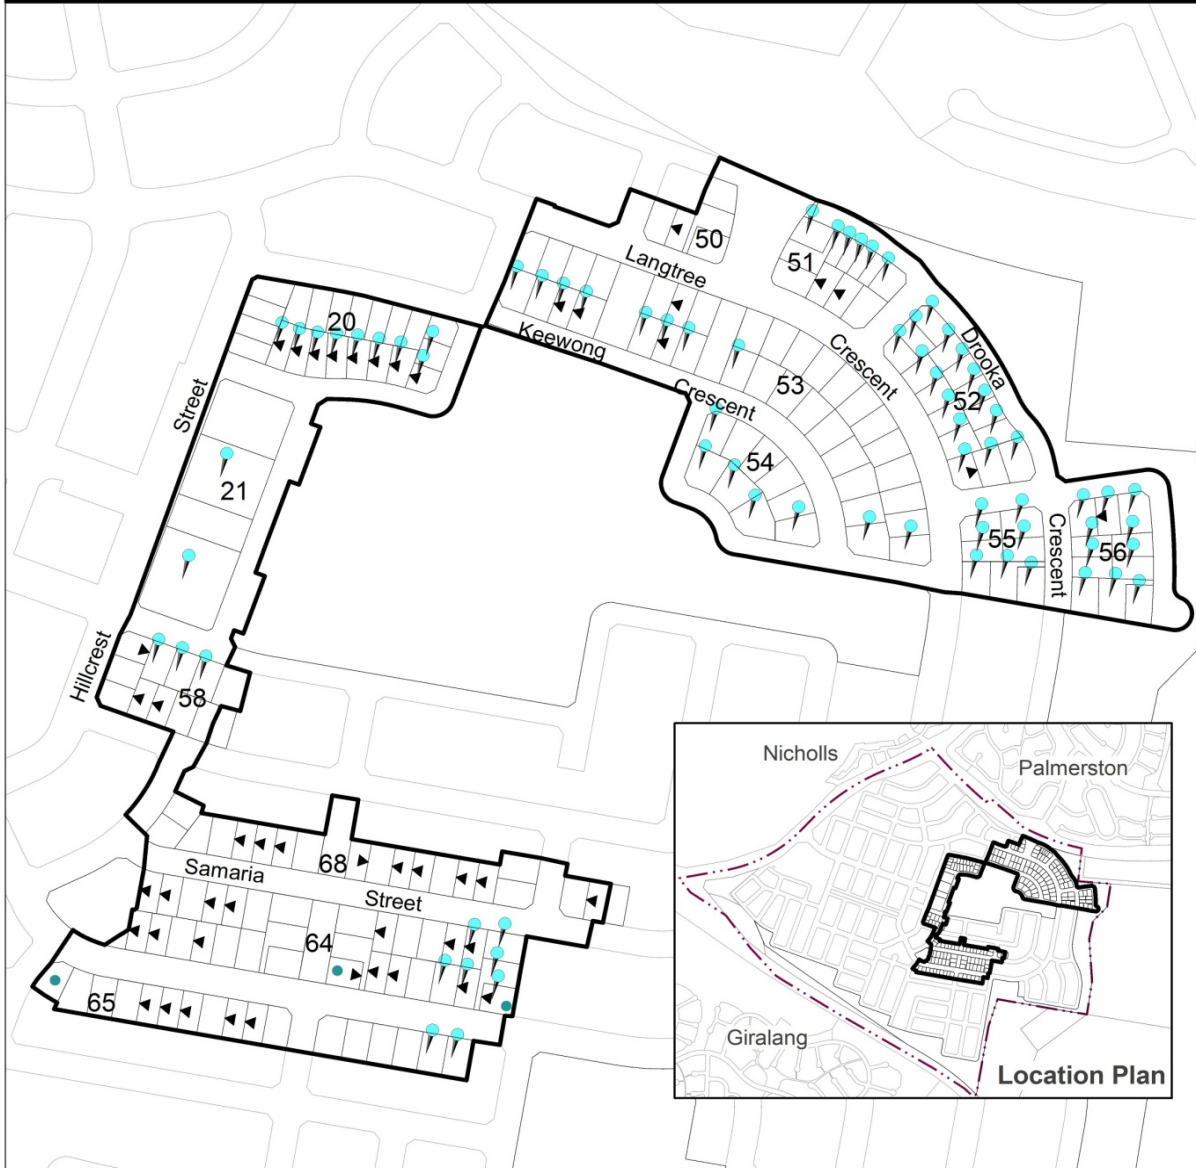 50
Langtree
51
20
Keewong
Crescent
Drooka
53
Crescent
52
Street
54
21
55
Crescent
56
Hillcrest
58
68
Samaria
Street
64
65
Nicholls
Palmerston
Giralang
Location Plan